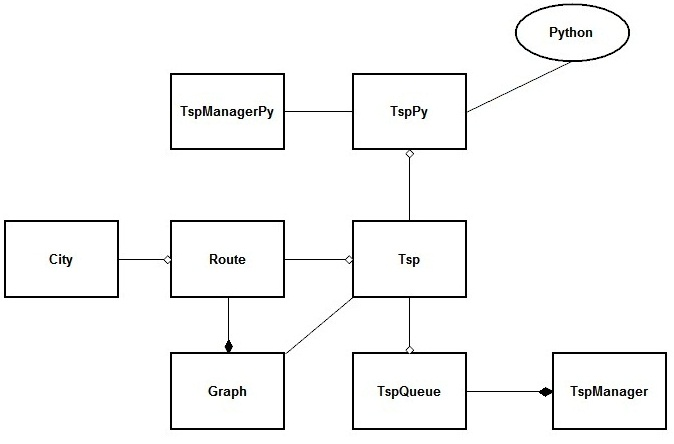 Python
TspManagerPy
TspPy
City
Route
Tsp
Graph
TspQueue
TspManager